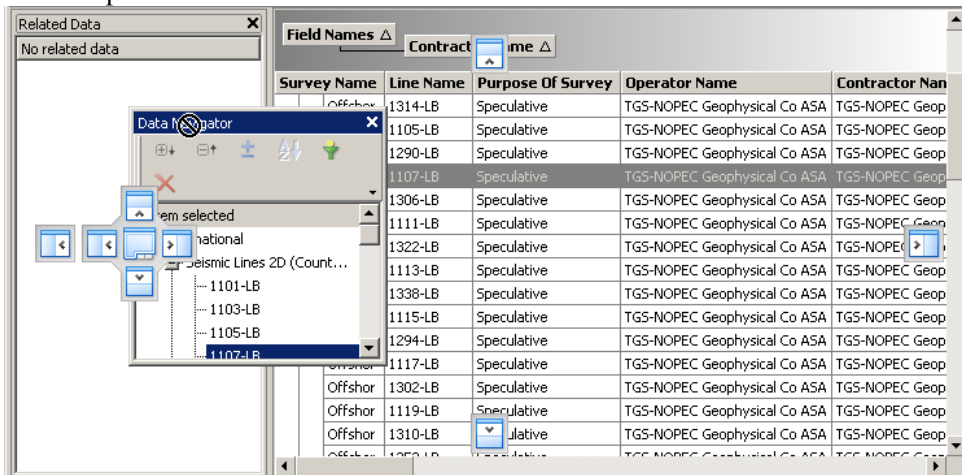 Related Data
No related data
Field Names
Contract me
Survey Name Line Name Purpose Of Survey Operator Name Contractor Nan
Offshor 1314-LB Speculative TGS-NOPEC Geophysical Co ASA TGS-NOPEC Geop
Data N gator
1105-LB Speculative TGS-NOPEC Geophysical Co ASA TGS-NOPEC Geop
1290-LB Speculative TGS-NOPEC Geophysical Co ASA TGS-NOPEC Geop
1107-LB Speculative TGS-NOPEC Geophysical Co ASA TGS-NOPEC Geop
1306-LB Speculative TGS-NOPEC Geophysical Co ASA TGS-NOPEC Geop
em selected
1111-LB Speculative TGS-NOPEC Geophysical Co ASA TGS-NOPEC Geop
national
1322-LB Speculative TGS-NOPEC Geophysical Co ASA TGS-NOPEC
Seismic Lines 2D (Count...
1113-LB Speculative TGS-NOPEC Geophysical Co ASA TGS-NOPEC Geop
1101-LB
1338-LB Speculative TGS-NOPEC Geophysical Co ASA TGS-NOPEC Geop
1103-LB
1115-LB Speculative TGS-NOPEC Geophysical Co ASA TGS-NOPEC Geop
1105-LB
1294-LB Speculative TGS-NOPEC Geophysical Co ASA TGS-NOPEC Geop
1107-LB
Offshor 1117-LB Speculative TGS-NOPEC Geophysical Co ASA TGS-NOPEC Geop
Offshor 1302-LB Speculative TGS-NOPEC Geophysical Co ASA TGS-NOPEC Geop
Offshor 1119-LB Speculative TGS-NOPEC Geophysical Co ASA TGS-NOPEC Geop
Offshor 1310-LB ulative TGS-NOPEC Geophysical Co ASA TGS-NOPEC Geop